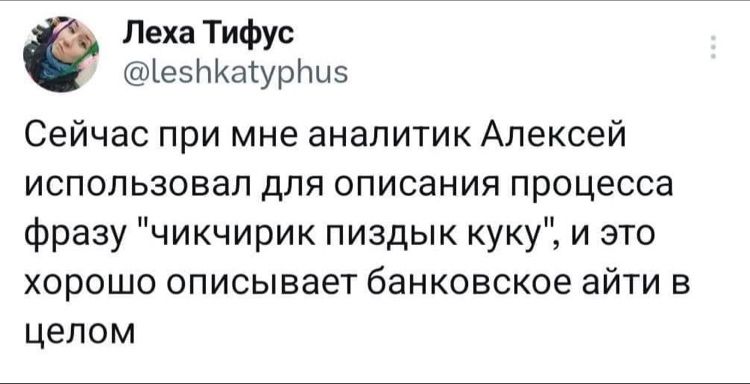 Леха Тифус
@leshkatyphus
Сейчас при мне аналитик Алексей
использовал для описания процесса
фразу "чикчирик пиздык куку", и это
хорошо описывает банковское айти в
целом